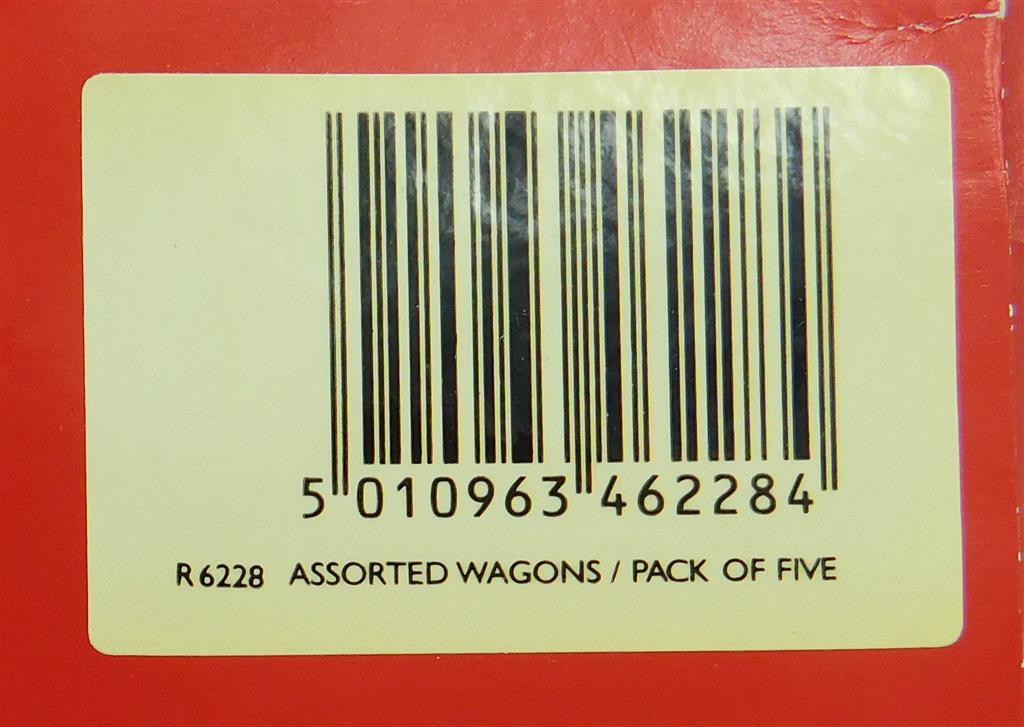 5 010963 462284
R6228 ASSORTED WAGONS / PACK OF FIVE